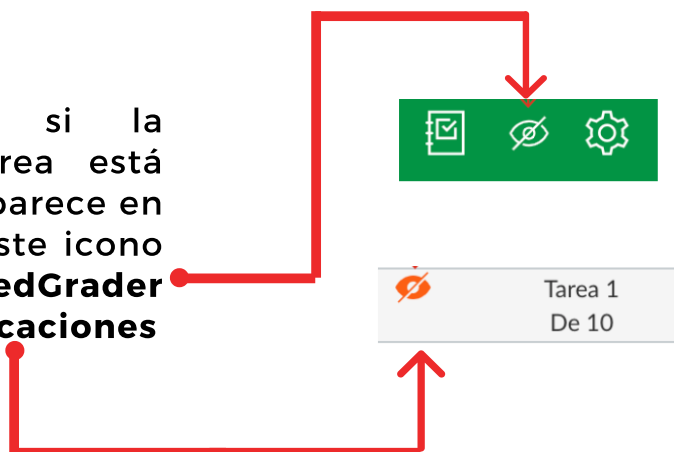 si la
rea está
parece en
ste icono
edGrader
caciones
Tarea 1
De 10